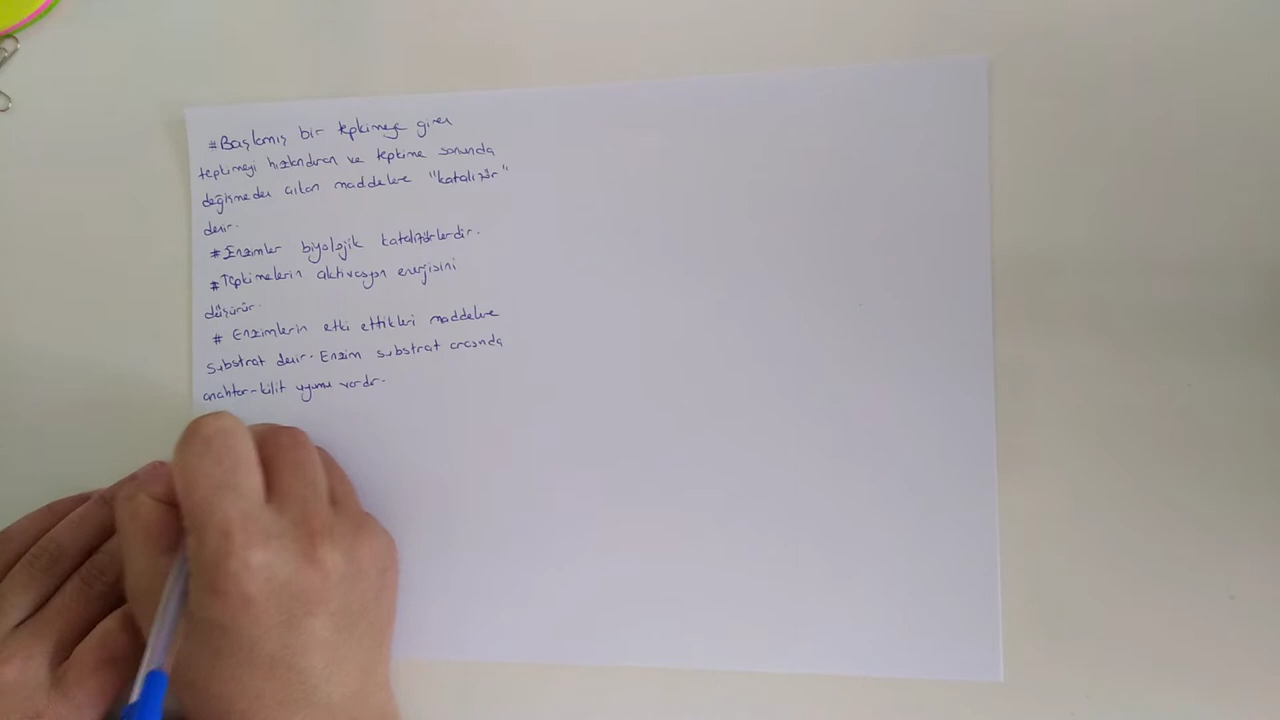 #Başlamış bir tepkimeye giren
tepkimeyi hızlandıran ve tepkime sonunda
değişmeden çıkan maddelere "katalizör"
denir.
#Enzimler biyolojik katalizörlerdir.
#Tepkimelerin aktivasyon enerjisini
düşürür.
# Enzimlerin etki ettikleri maddelere
substrat denir. Enzim substrat arasında
anahtar-kilit uyumu vardır.